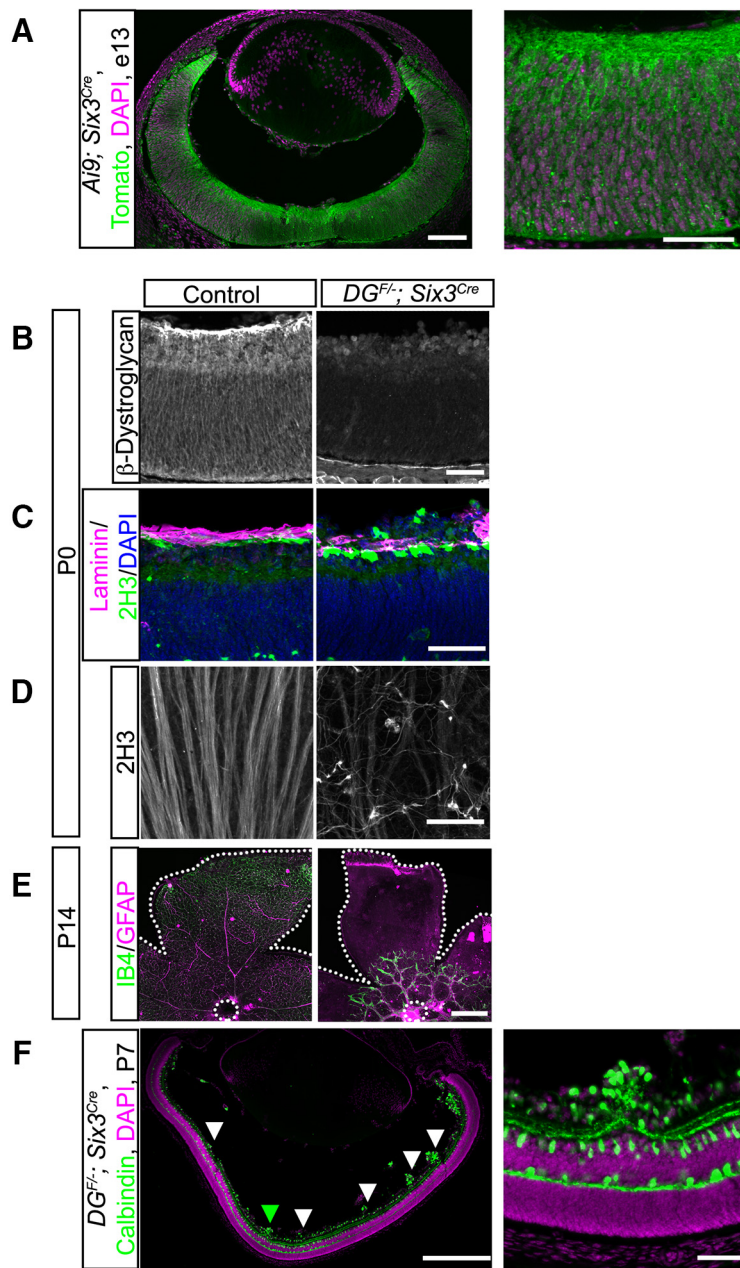 A
Ai9; Six3Cre,
Tomato, DAPI, e13
Control
DGF/-; Six3Cre
B
P0
β-Dystroglycan
C
Laminin/
2H3/DAPI
D
2H3
E
P14
IB4/GFAP
F
DGF/-; Six3Cre,
Calbindin, DAPI, P7